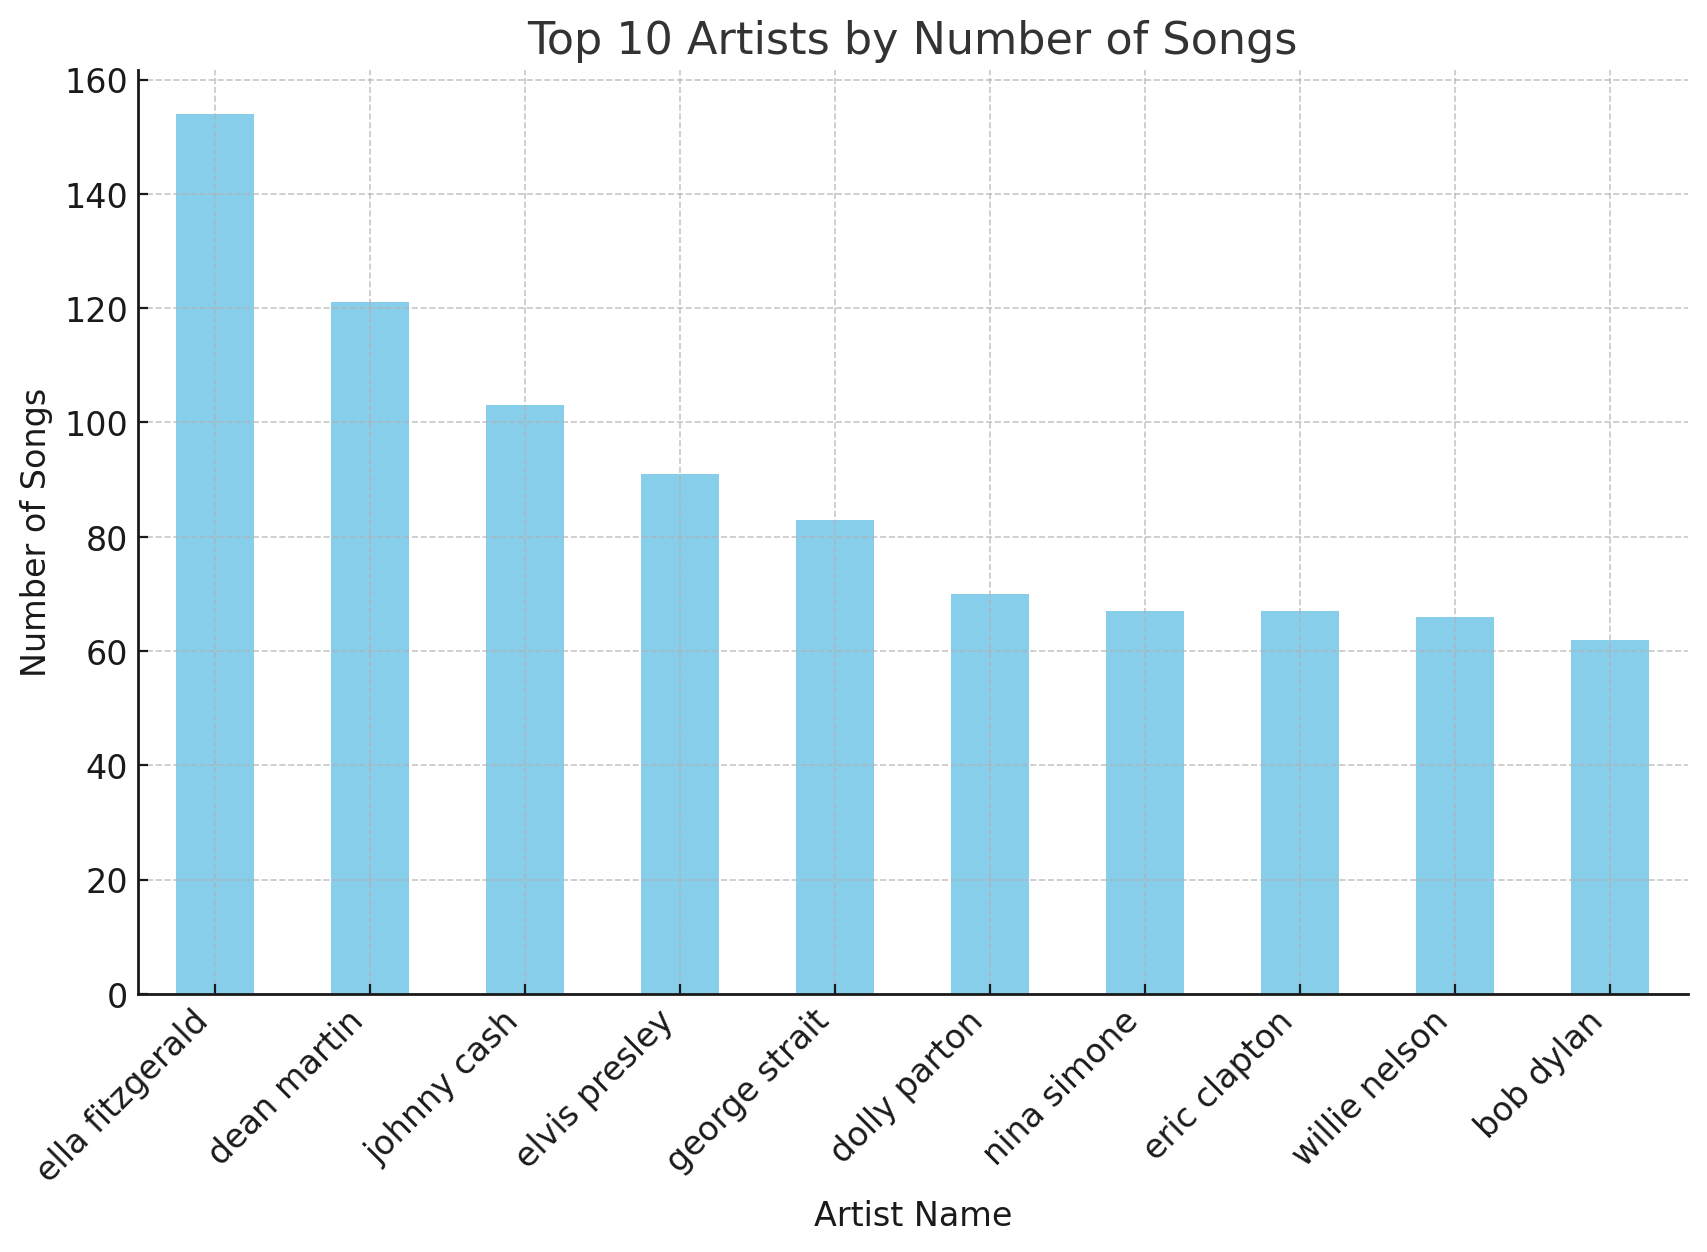 Top 10 Artists by Number of Songs
160
140
120
100
80
60
40
20
0
Number of Songs
ella fitzgerald
dean martin
johnny cash
elvis presley
george strait
dolly parton
nina simone
eric clapton
willie nelson
bob dylan
Artist Name